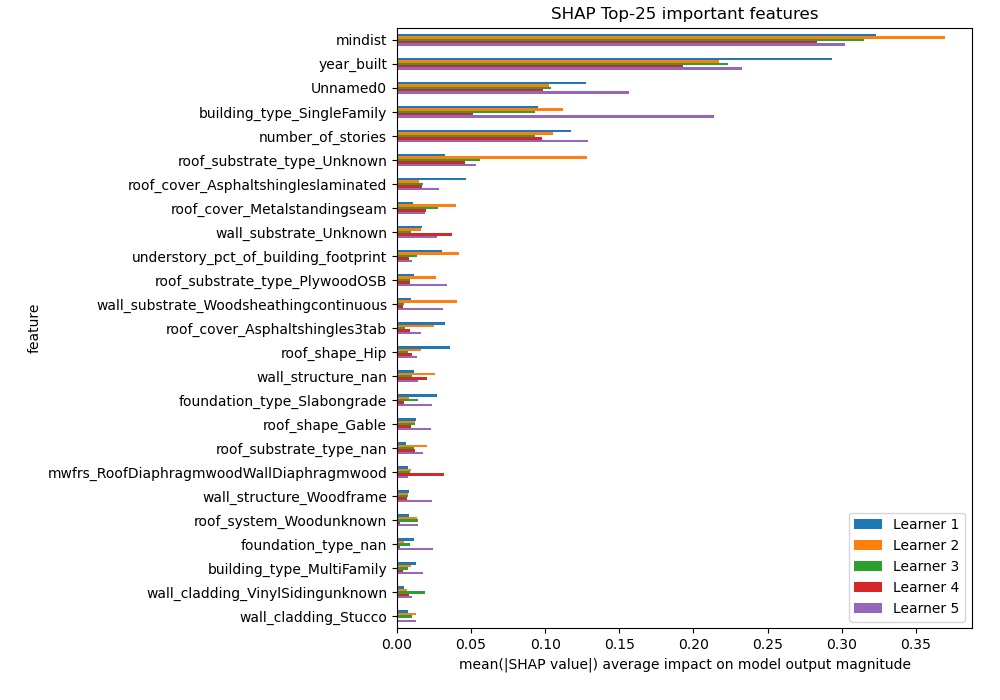 SHAP Top-25 important features
mindist
year_built
Unnamed0
building_type_SingleFamily
number_of_stories
roof_substrate_type_Unknown
roof_cover_Asphaltshingleslaminated
roof_cover_Metalstandingseam
wall_substrate_Unknown
understory_pct_of_building_footprint
roof_substrate_type_PlywoodOSB
wall_substrate_Woodsheathingcontinuous
roof_cover_Asphaltshingles3tab
roof_shape_Hip
wall_structure_nan
foundation_type_Slabongrade
roof_shape_Gable
roof_substrate_type_nan
mwfrs_RoofDiaphragmwoodWallDiaphragmwood
wall_structure_Woodframe
roof_system_Woodunknown
foundation_type_nan
building_type_MultiFamily
wall_cladding_VinylSidingunknown
wall_cladding_Stucco
feature
Learner 1
Learner 2
Learner 3
Learner 4
Learner 5
0.00 0.05 0.10 0.15 0.20 0.25 0.30 0.35
mean(|SHAP value|) average impact on model output magnitude